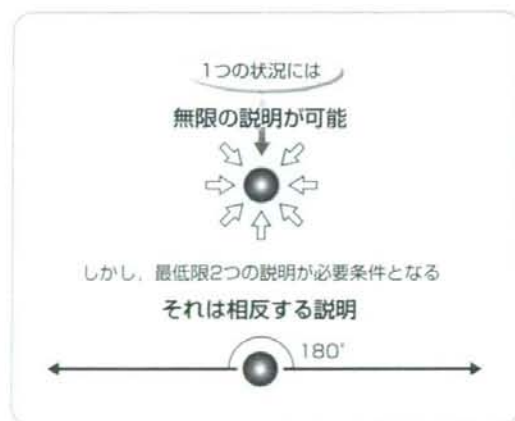 1つの状況には
無限の説明が可能
しかし，最低限2つの説明が必要条件となる
それは相反する説明
180°